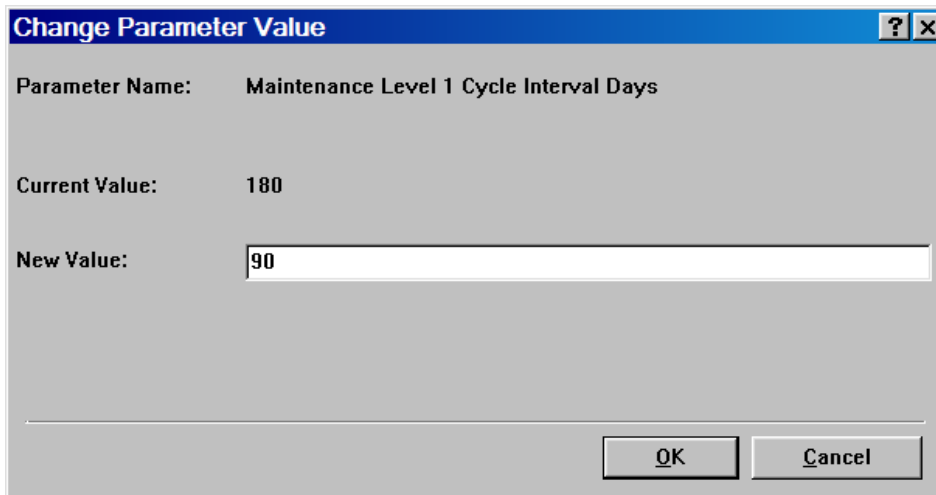 Change Parameter Value
Parameter Name: Maintenance Level 1 Cycle Interval Days
Current Value: 180
New Value: 90
OK Cancel